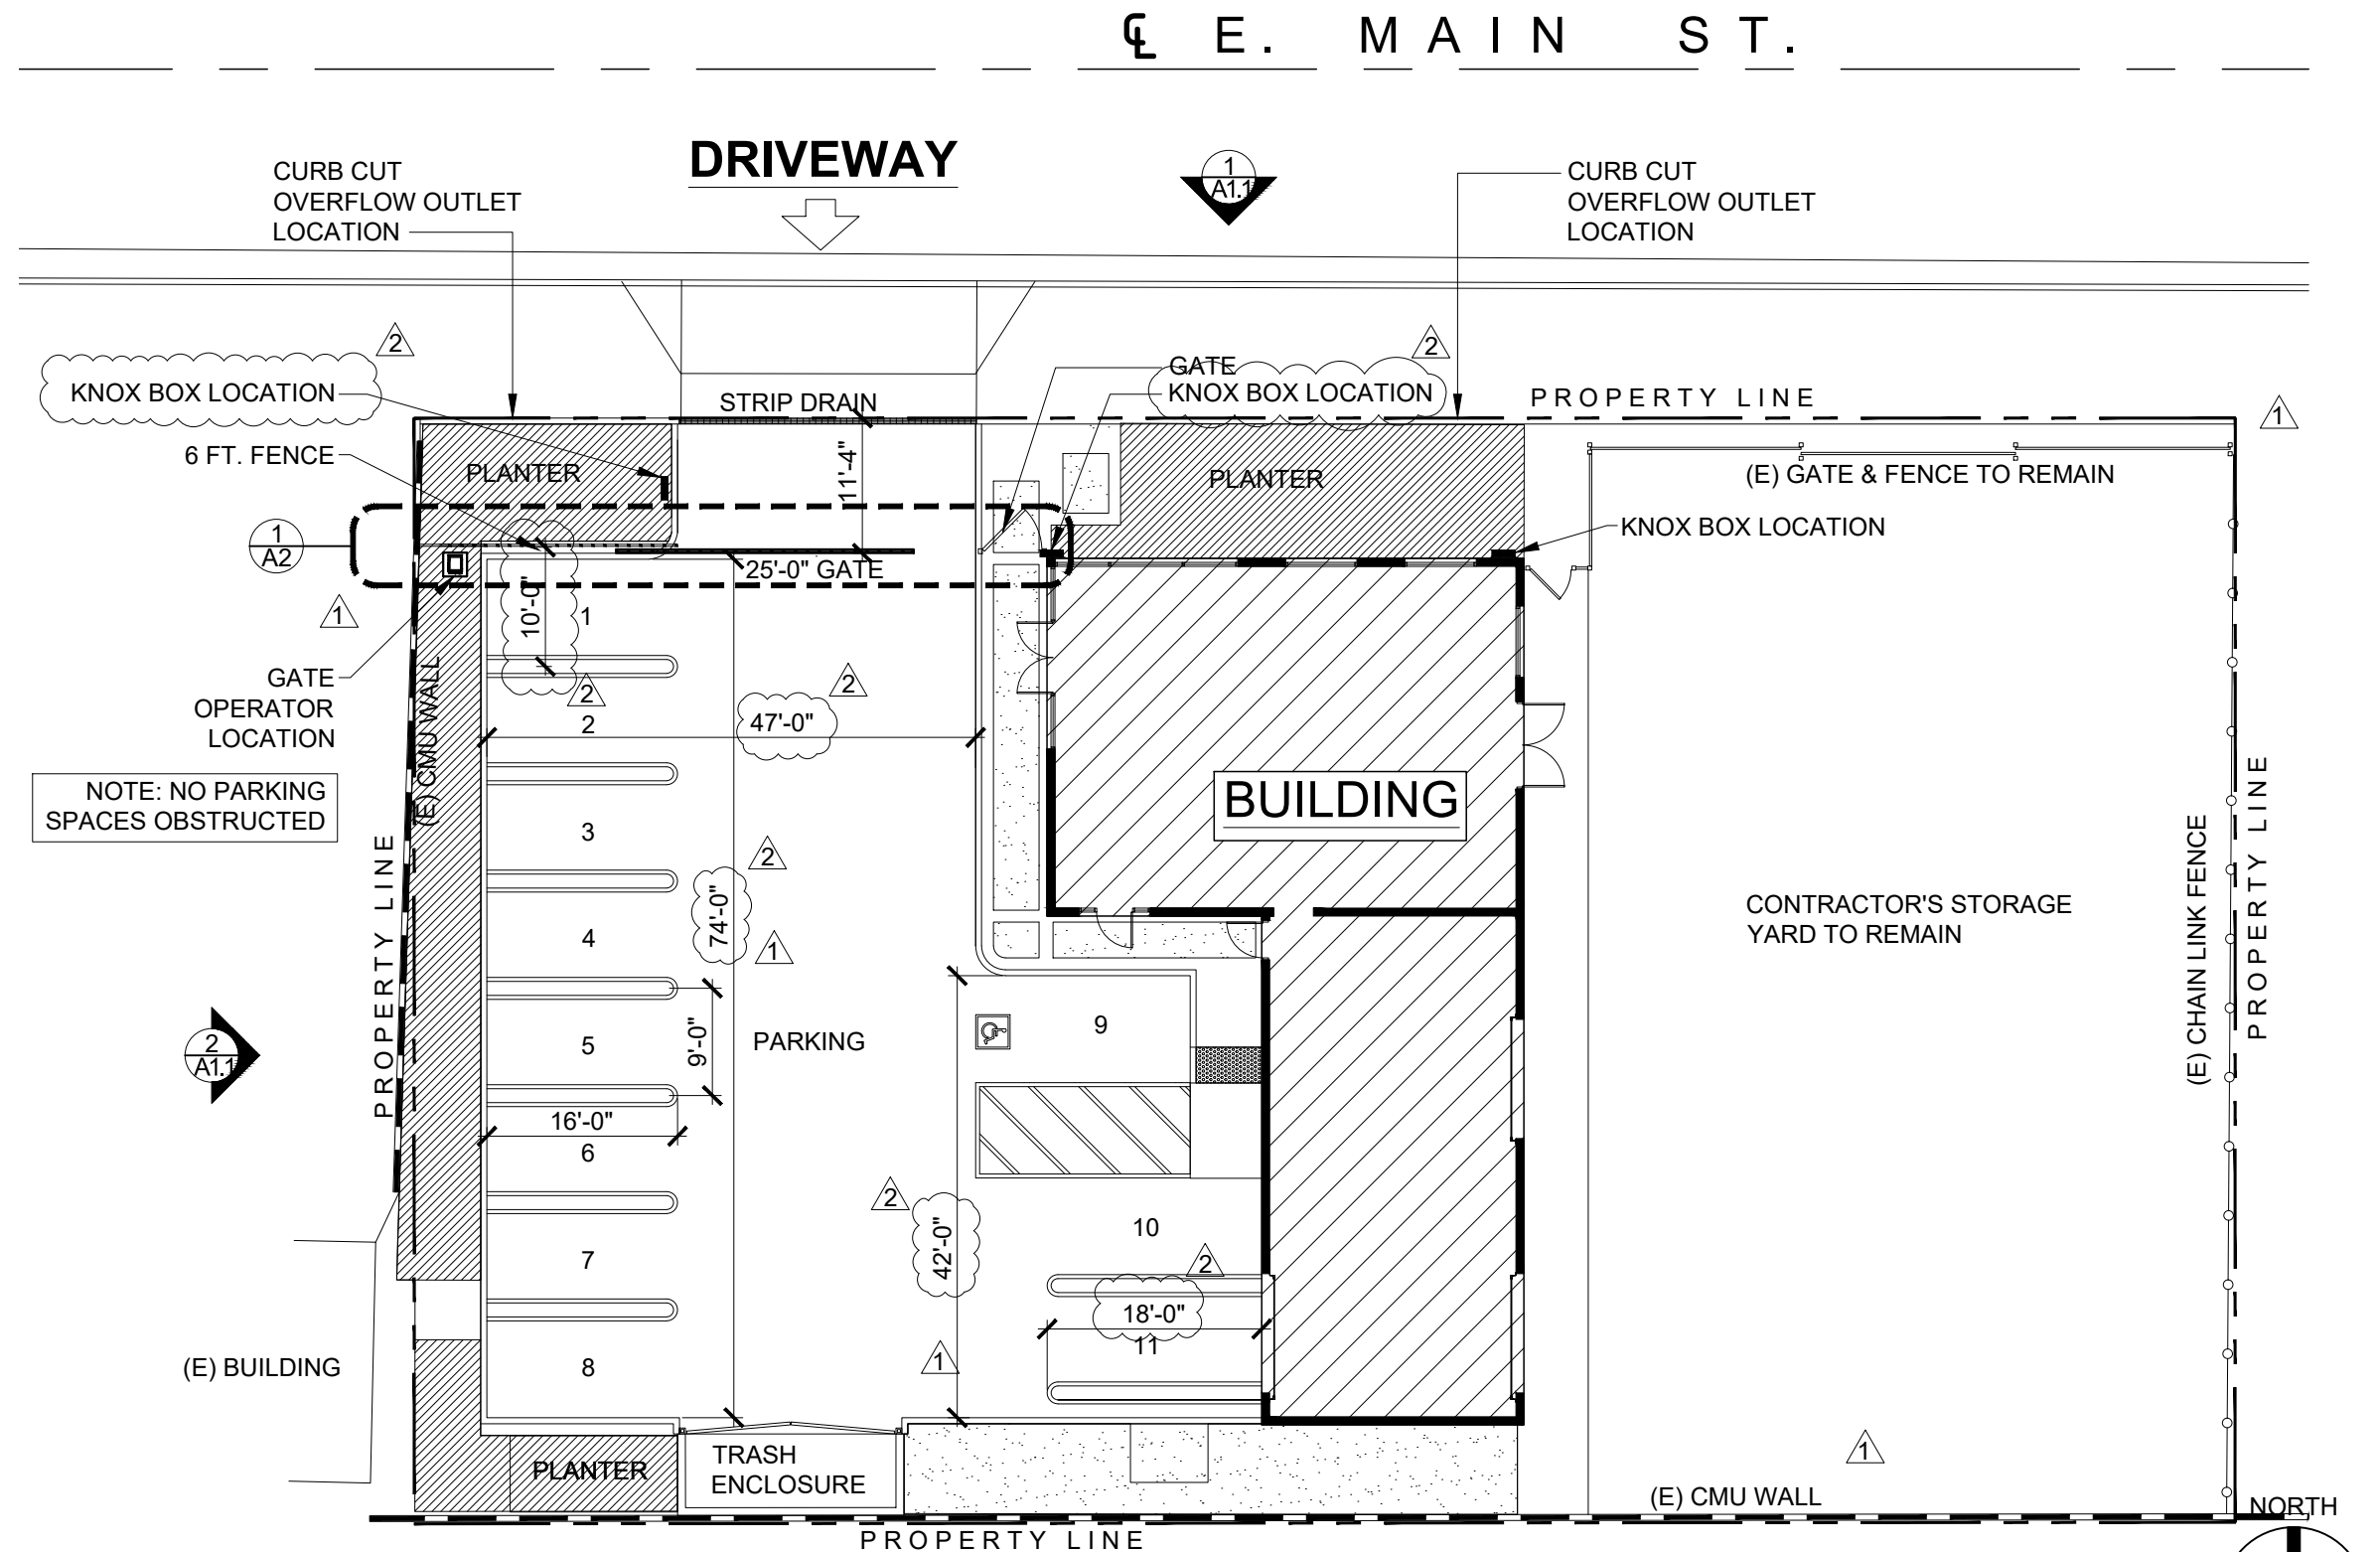 ℄ E. MAIN ST.
DRIVEWAY
CURB CUT
OVERFLOW OUTLET
LOCATION
1
A1.1
CURB CUT
OVERFLOW OUTLET
LOCATION
2
KNOX BOX LOCATION
GATE
2
KNOX BOX LOCATION
PROPERTY LINE
1
STRIP DRAIN
6 FT. FENCE
PLANTER
11'-4"
PLANTER
(E) GATE & FENCE TO REMAIN
KNOX BOX LOCATION
1
A2
25'-0" GATE
10'-0"
1
1
2
GATE
OPERATOR
LOCATION
(E) CMU WALL
2
47'-0"
2
NOTE: NO PARKING
SPACES OBSTRUCTED
BUILDING
3
2
PROPERTY LINE
74'-0"
4
1
CONTRACTOR'S STORAGE
YARD TO REMAIN
(E) CHAIN LINK FENCE
PROPERTY LINE
2
A1.1
5
9'-0"
PARKING
9
16'-0"
6
2
42'-0"
10
2
7
18'-0"
11
1
(E) BUILDING
8
PLANTER
TRASH
ENCLOSURE
1
(E) CMU WALL
NORTH
PROPERTY LINE